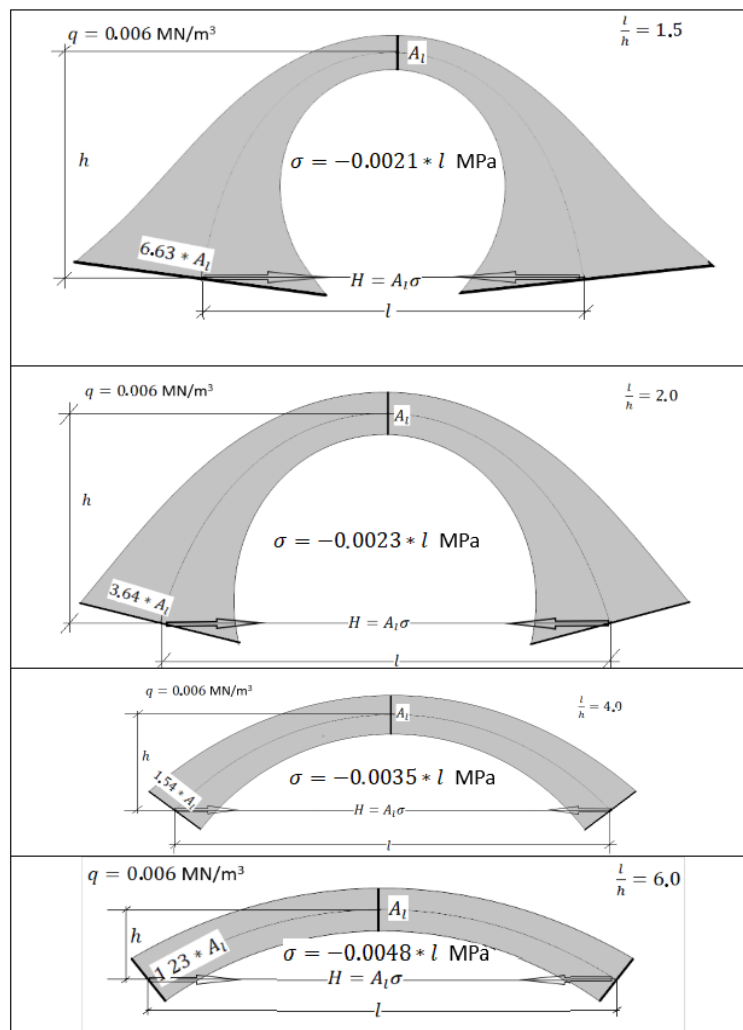 q = 0.006 MN/m³
l/h = 1.5
A_l
h
σ = −0.0021 * l MPa
6.63 * A_l
H = A_lσ
l
q = 0.006 MN/m³
l/h = 2.0
A_l
h
σ = −0.0023 * l MPa
3.64 * A_l
H = A_lσ
l
q = 0.006 MN/m³
l/h = 4.0
A_l
h
σ = −0.0035 * l MPa
1.54 * A_l
H = A_lσ
l
q = 0.006 MN/m³
l/h = 6.0
A_l
h
σ = −0.0048 * l MPa
1 23 * A_l
H = A_lσ
l